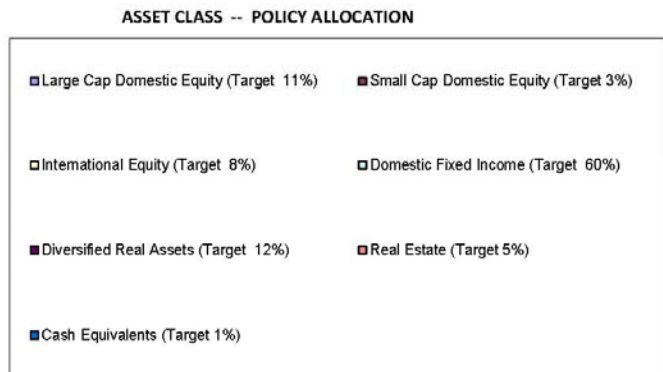 ASSET CLASS -- POLICY ALLOCATION
Large Cap Domestic Equity (Target 11%) Small Cap Domestic Equity (Target 3%)
International Equity (Target 8%) Domestic Fixed Income (Target 60%)
Diversified Real Assets (Target 12%) Real Estate (Target 5%)
Cash Equivalents (Target 1%)